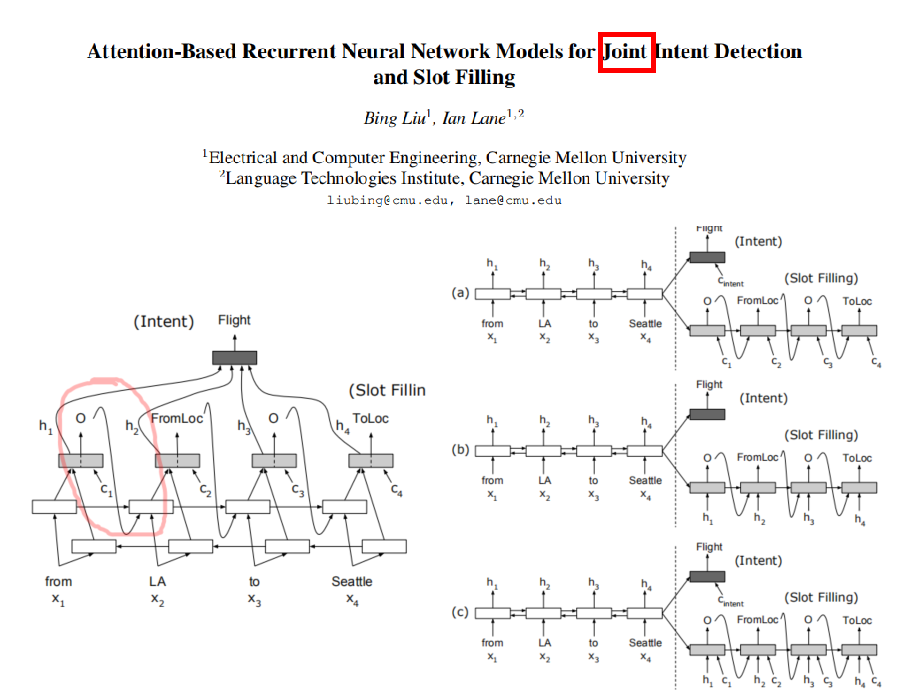 Attention-Based Recurrent Neural Network Models for Joint Intent Detection
and Slot Filling
Bing Liu1, Ian Lane1,2
1Electrical and Computer Engineering, Carnegie Mellon University
2Language Technologies Institute, Carnegie Mellon University
liubing@cmu.edu, lane@cmu.edu
(Intent) Flight
(Slot Fillin
h1 O h2 FromLoc h3 O h4 ToLoc
c1 c2 c3 c4
from LA to Seattle
x1 x2 x3 x4
Flight
(Intent)
h1 h2 h3 h4
cintent (Slot Filling)
(a)
O FromLoc O ToLoc
from LA to Seattle
x1 x2 x3 x4
c1 c2 c3 c4
Flight
(Intent)
h1 h2 h3 h4
(Slot Filling)
(b)
O FromLoc O ToLoc
from LA to Seattle
x1 x2 x3 x4
h1 h2 h3 h4
Flight
(Intent)
h1 h2 h3 h4
cintent (Slot Filling)
(c)
O FromLoc O ToLoc
from LA to Seattle
x1 x2 x3 x4
h1 c1 h2 c2 h3 c3 h4 c4